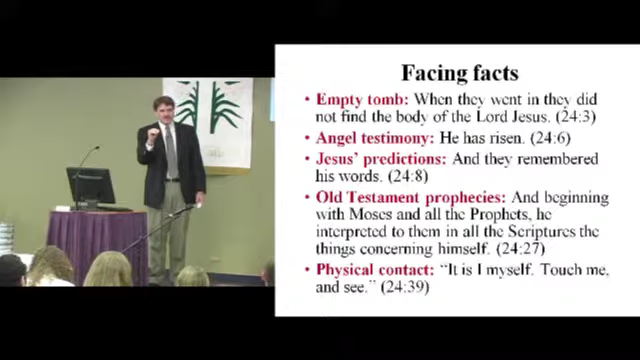 Facing facts
• Empty tomb: When they went in they did
not find the body of the Lord Jesus. (24:3)
• Angel testimony: He has risen. (24:6)
• Jesus' predictions: And they remembered
his words. (24:8)
• Old Testament prophecies: And beginning
with Moses and all the Prophets, he
interpreted to them in all the Scriptures the
things concerning himself. (24:27)
• Physical contact: "It is I myself. Touch me,
and see." (24:39)